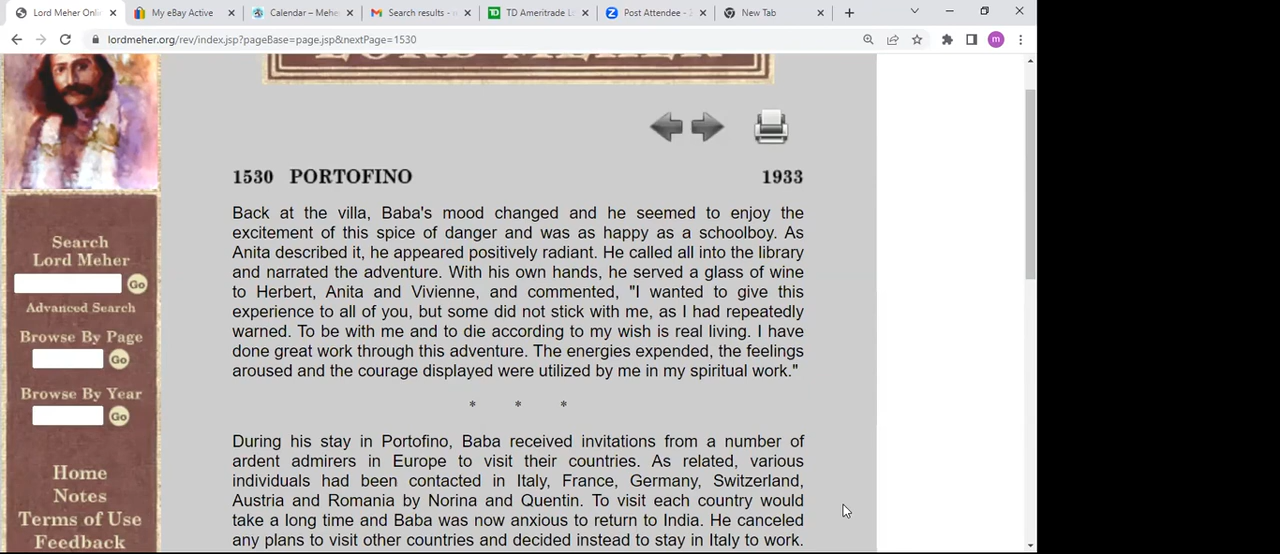 Lord Meher Onli
My eBay Active
Calendar – Mehe
Search results -
TD Ameritrade Lo
Post Attendee - Z
New Tab
lordmeher.org/rev/index.jsp?pageBase=page.jsp&nextPage=1530
m
LORD MEHER
1530 PORTOFINO 1933
Back at the villa, Baba's mood changed and he seemed to enjoy the
excitement of this spice of danger and was as happy as a schoolboy. As
Anita described it, he appeared positively radiant. He called all into the library
and narrated the adventure. With his own hands, he served a glass of wine
to Herbert, Anita and Vivienne, and commented, "I wanted to give this
experience to all of you, but some did not stick with me, as I had repeatedly
warned. To be with me and to die according to my wish is real living. I have
done great work through this adventure. The energies expended, the feelings
aroused and the courage displayed were utilized by me in my spiritual work."
* * *
During his stay in Portofino, Baba received invitations from a number of
ardent admirers in Europe to visit their countries. As related, various
individuals had been contacted in Italy, France, Germany, Switzerland,
Austria and Romania by Norina and Quentin. To visit each country would
take a long time and Baba was now anxious to return to India. He canceled
any plans to visit other countries and decided instead to stay in Italy to work.
Search
Lord Meher
Go
Advanced Search
Browse By Page
Go
Browse By Year
Go
Home
Notes
Terms of Use
Feedback